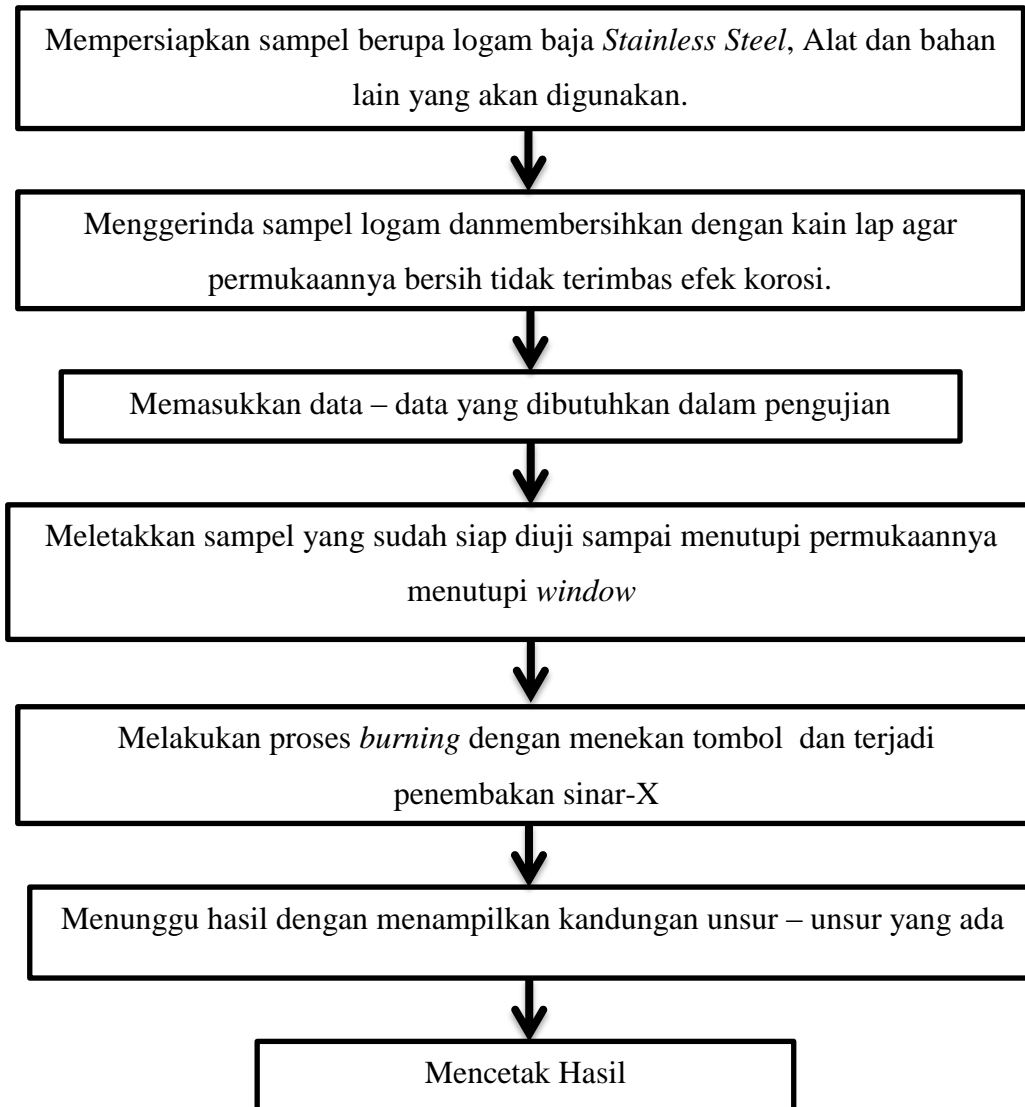 Mempersiapkan sampel berupa logam baja Stainless Steel, Alat dan bahan
lain yang akan digunakan.
Menggerinda sampel logam danmembersihkan dengan kain lap agar
permukaannya bersih tidak terimbas efek korosi.
Memasukkan data – data yang dibutuhkan dalam pengujian
Meletakkan sampel yang sudah siap diuji sampai menutupi permukaannya
menutupi window
Melakukan proses burning dengan menekan tombol  dan terjadi
penembakan sinar-X
Menunggu hasil dengan menampilkan kandungan unsur – unsur yang ada
Mencetak Hasil